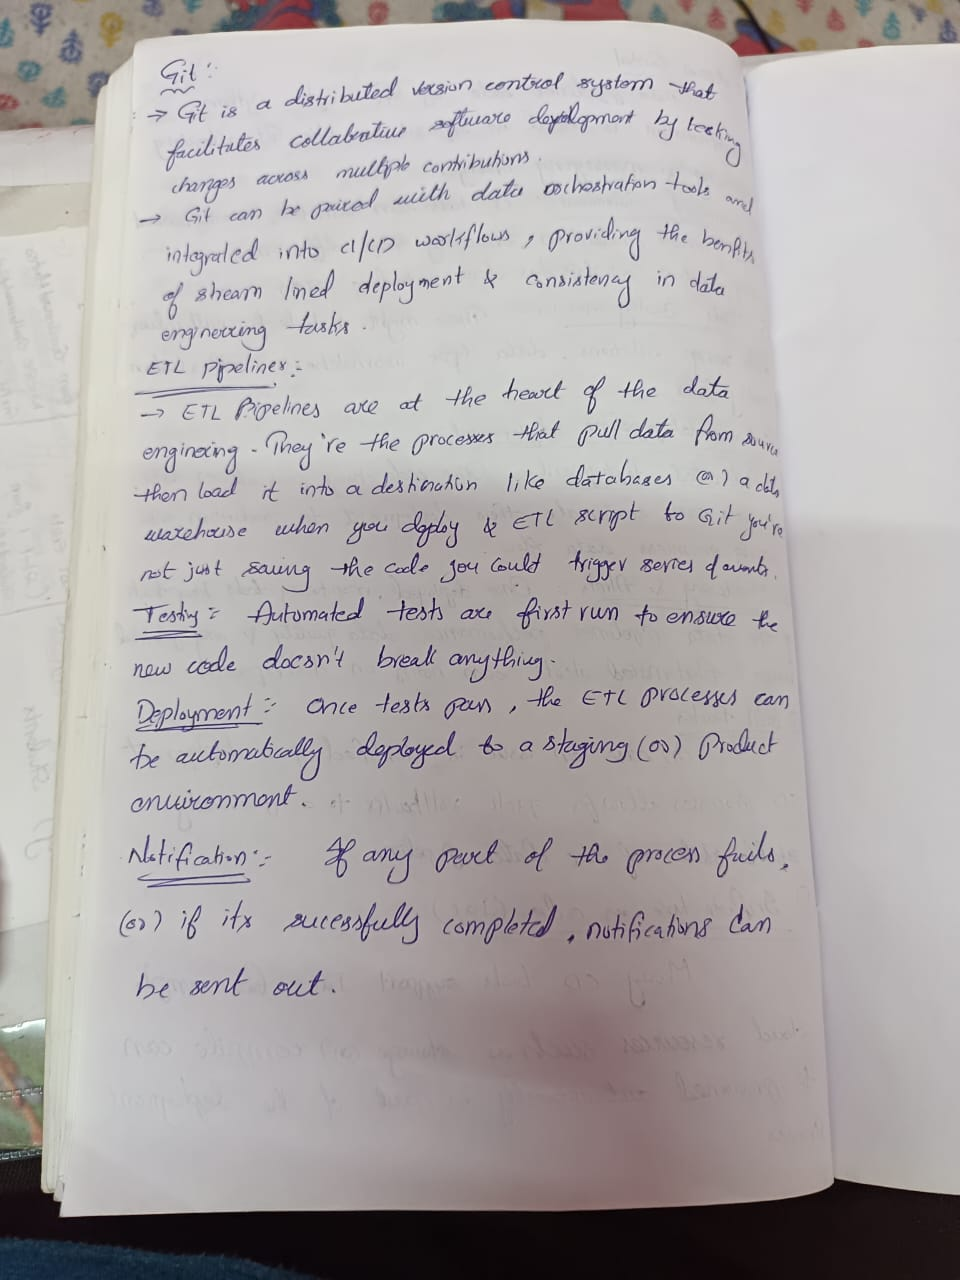 Git :-
→ Git is a distributed version control system that
facilitates collaborative software development by
changes across multiple contributions.
→ Git can be paired with data orchestration tools and
integrated into CI/CD workflows, providing the benefits
of stream lined deployment & consistency in data
engineering tasks.
ETL Pipelines :-
→ ETL Pipelines are at the heart of the data
engineering. They're the processes that pull data from source
then load it into a destination like databases (or) a data
warehouse when you deploy & ETL script to Git you're
not just saving the code you could trigger series of events.
Testing :- Automated tests are first run to ensure the
new code doesn't break anything.
Deployment :- Once tests pass, the ETL processes can
be automatically deployed to a staging (or) Product
environment.
Notification :- If any part of the process fails,
(or) if its sucessfully completed, notifications can
be sent out.